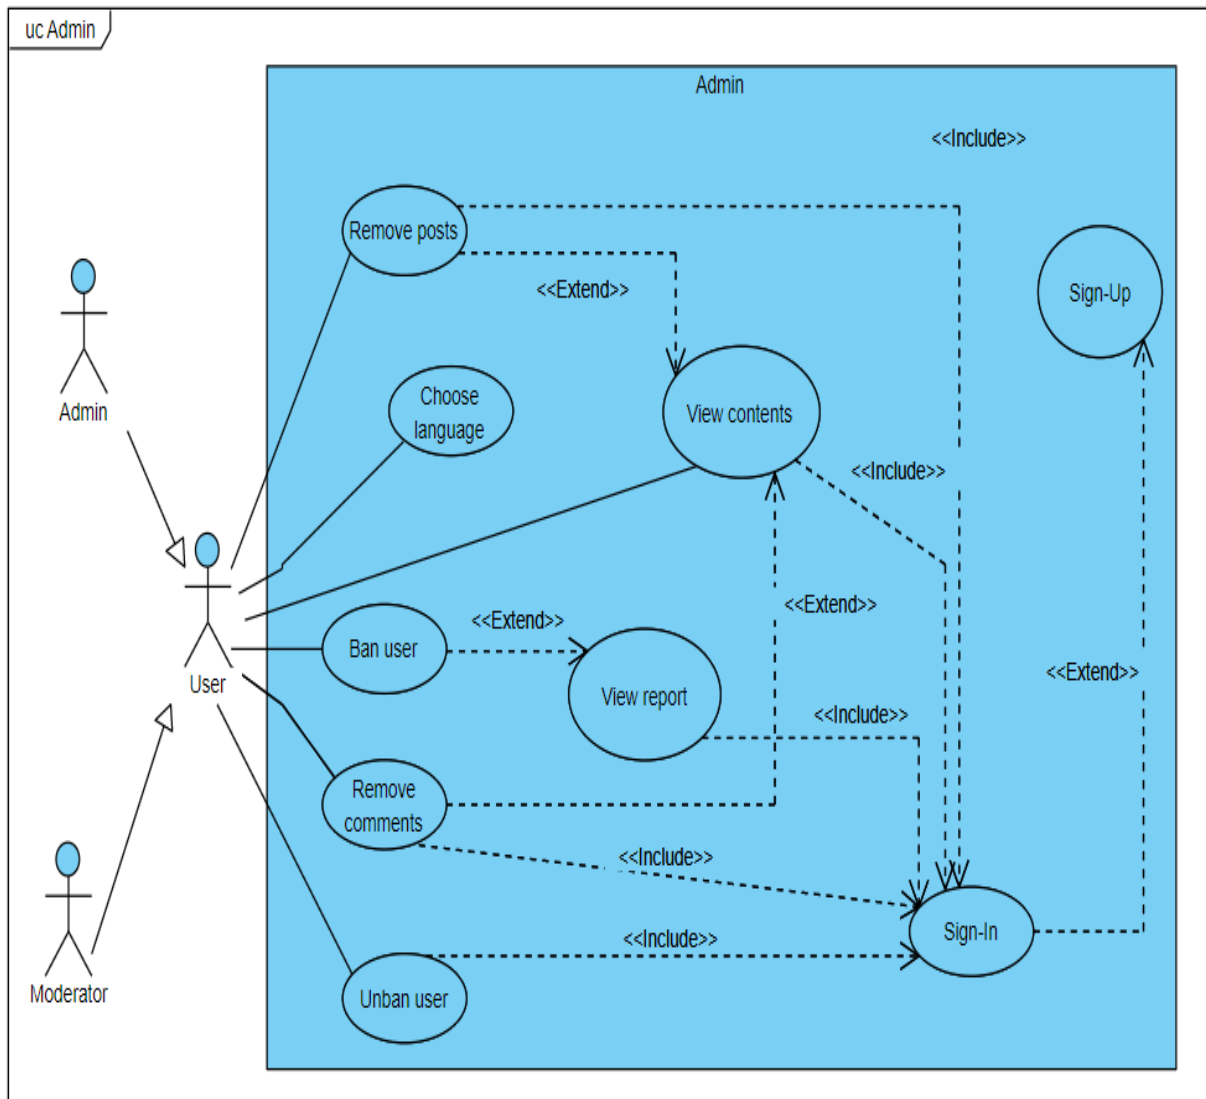 uc Admin
Admin
<<Include>>
Remove posts
<<Extend>>
Sign-Up
Admin
Choose
language
View contents
<<Include>>
<<Extend>>
<<Extend>>
Ban user
View report
<<Extend>>
User
<<Include>>
Remove
comments
<<Include>>
<<Include>>
Sign-In
Moderator
Unban user